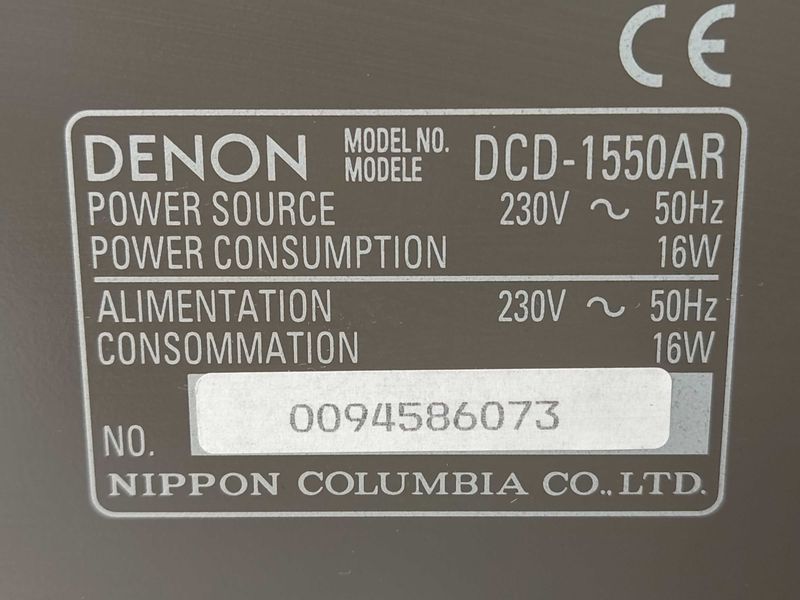 CE
DENON MODEL NO. MODELE DCD-1550AR
POWER SOURCE 230V ~ 50Hz
POWER CONSUMPTION 16W
ALIMENTATION 230V ~ 50Hz
CONSOMMATION 16W
NO. 0094586073
NIPPON COLUMBIA CO., LTD.